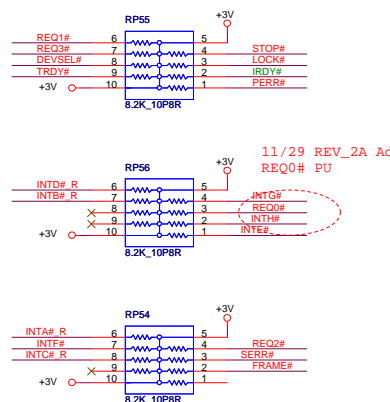 RP55
+3V
REQ1# 6 5
REQ3# 7 4 STOP#
DEVSEL# 8 3 LOCK#
TRDY# 9 2 IRDY#
+3V 10 1 PERR#
8.2K_10P8R
11/29 REV_2A Ad
REQ0# PU
RP56
+3V
INTD#_R 6 5
INTB#_R 7 4 INTG#
8 3 REQ0#
9 2 INTH#
+3V 10 1 INTE#
8.2K_10P8R
RP54
+3V
INTA#_R 6 5
INTF# 7 4 REQ2#
INTC#_R 8 3 SERR#
9 2 FRAME#
+3V 10 1
8.2K_10P8R